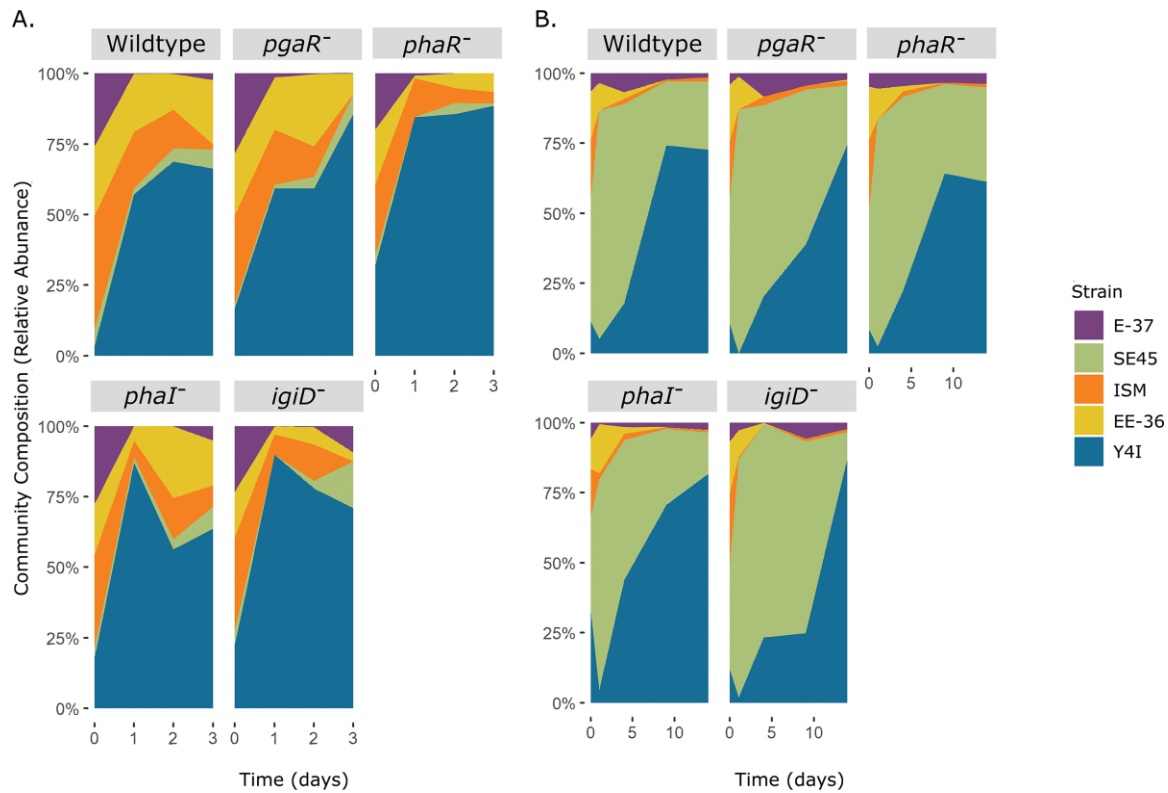 A.
B.
Wildtype
pgaR⁻
phaR⁻
Wildtype
pgaR⁻
phaR⁻
100%
75%
50%
25%
0%
100%
75%
50%
25%
0%
0 1 2 3
0 5 10
phaI⁻
igiD⁻
phaI⁻
igiD⁻
100%
75%
50%
25%
0%
100%
75%
50%
25%
0%
0 1 2 3
0 1 2 3
0 5 10
0 5 10
Community Composition (Relative Abunance)
Time (days)
Time (days)
Strain
E-37
SE45
ISM
EE-36
Y4I